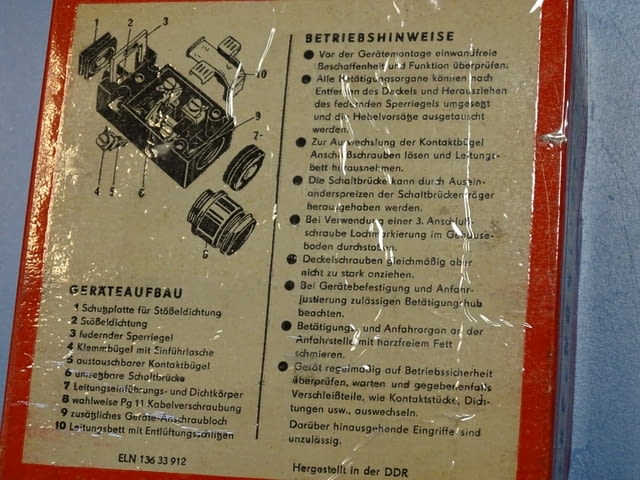 1
2
3
10
9
7-
4
5
6
GERÄTEAUFBAU
1 Schutzplatte für Stößeldichtung
2 Stößeldichtung
3 federnder Sperriegel
4 Klemmbügel mit Einführlasche
5 austauschbarer Kontaktbügel
6 umsetzbare Schaltbrücke
7 Leitungseinführungs- und Dichtkörper
8 wahlweise Pg 11 Kabelverschraubung
9 zusätzliches Geräte-Anschraubloch
10 Leitungsbett mit Entlüftungsschlitzen
ELN 136 33 912
BETRIEBSHINWEISE
● Vor der Gerätemontage einwandfreie
Beschaffenheit und Funktion überprüfen.
● Alle Betätigungsorgane können nach
Entfernen des Deckels und Herausziehen
des federnden Sperriegels umgesetzt
und die Hebelvorsätze ausgetauscht
werden.
● Zur Auswechslung der Kontaktbügel
Anschlußschrauben lösen und Leitungs-
bett herausnehmen.
● Die Schaltbrücke kann durch Ausein-
anderspreizen der Schaltbrückenträger
herausgehoben werden.
● Bei Verwendung einer 3. Anschluß-
schraube Lochmarkierung im Gehäuse-
boden durchstoßen.
● Deckelschrauben gleichmäßig aber
nicht zu stark anziehen.
● Bei Gerätebefestigung und Anfahr-
justierung zulässigen Betätigungshub
beachten.
● Betätigungs- und Anfahrorgan an der
Anfahrstelle mit harzfreiem Fett
schmieren.
● Gerät regelmäßig auf Betriebssicherheit
überprüfen, warten und gegebenenfalls
Verschleißteile, wie Kontaktstücke, Dich-
tungen usw., auswechseln.
Darüber hinausgehende Eingriffe sind
unzulässig.
Hergestellt in der DDR